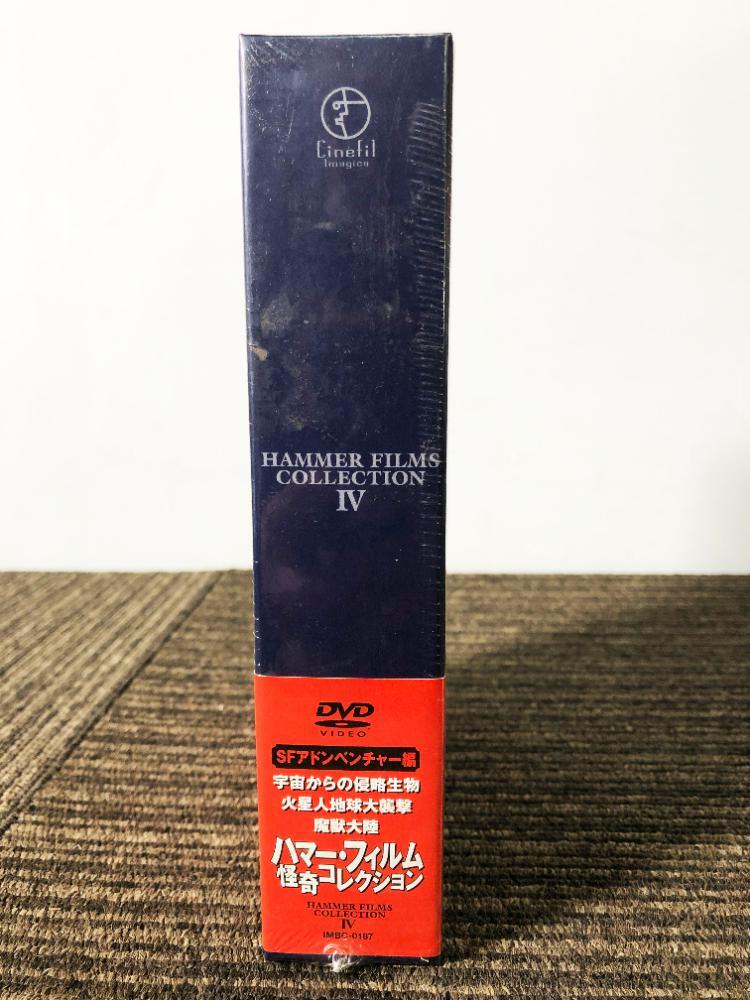 Cinefil
Imagica
HAMMER FILMS
COLLECTION
IV
DVD
VIDEO
SFアドンベンチャー編
宇宙からの侵略生物
火星人地球大襲撃
魔獣大陸
ハマー・フィルム
怪奇コレクション
HAMMER FILMS
COLLECTION
IV
IMBC-0187